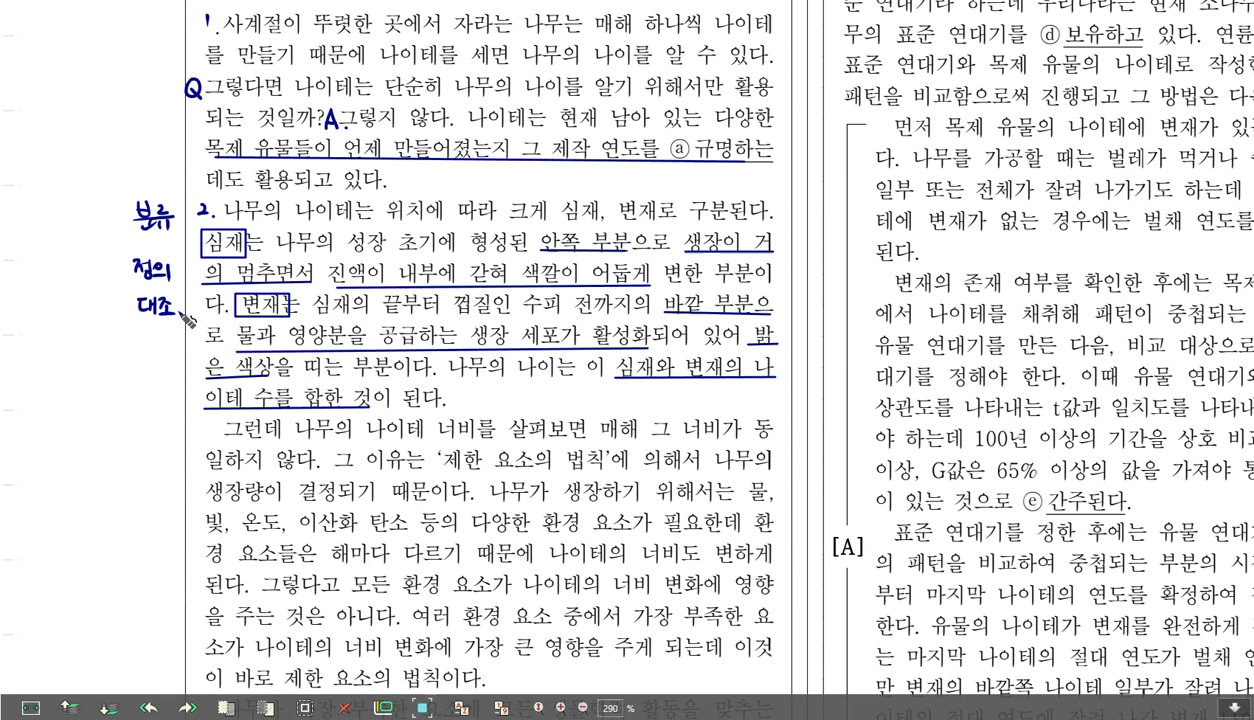 1. 사계절이 뚜렷한 곳에서 자라는 나무는 매해 하나씩 나이테
를 만들기 때문에 나이테를 세면 나무의 나이를 알 수 있다.
Q 그렇다면 나이테는 단순히 나무의 나이를 알기 위해서만 활용
되는 것일까? A. 그렇지 않다. 나이테는 현재 남아 있는 다양한
목제 유물들이 언제 만들어졌는지 그 제작 연도를 ⓐ규명하는
데도 활용되고 있다.
분류
2. 나무의 나이테는 위치에 따라 크게 심재, 변재로 구분된다.
심재는 나무의 성장 초기에 형성된 안쪽 부분으로 생장이 거
정의
의 멈추면서 진액이 내부에 갇혀 색깔이 어둡게 변한 부분이
대조
다. 변재는 심재의 끝부터 껍질인 수피 전까지의 바깥 부분으
로 물과 영양분을 공급하는 생장 세포가 활성화되어 있어 밝
은 색상을 띠는 부분이다. 나무의 나이는 이 심재와 변재의 나
이테 수를 합한 것이 된다.
그런데 나무의 나이테 너비를 살펴보면 매해 그 너비가 동
일하지 않다. 그 이유는 ‘제한 요소의 법칙’에 의해서 나무의
생장량이 결정되기 때문이다. 나무가 생장하기 위해서는 물,
빛, 온도, 이산화 탄소 등의 다양한 환경 요소가 필요한데 환
경 요소들은 해마다 다르기 때문에 나이테의 너비도 변하게
된다. 그렇다고 모든 환경 요소가 나이테의 너비 변화에 영향
을 주는 것은 아니다. 여러 환경 요소 중에서 가장 부족한 요
소가 나이테의 너비 변화에 가장 큰 영향을 주게 되는데 이것
이 바로 제한 요소의 법칙이다.
무의 표준 연대기를 ⓓ보유하고 있다. 연륜
표준 연대기와 목제 유물의 나이테로 작성한
패턴을 비교함으로써 진행되고 그 방법은 다음
먼저 목제 유물의 나이테에 변재가 있
다. 나무를 가공할 때는 벌레가 먹거나
일부 또는 전체가 잘려 나가기도 하는데
테에 변재가 없는 경우에는 벌채 연도를
된다.
변재의 존재 여부를 확인한 후에는 목제
에서 나이테를 채취해 패턴이 중첩되는
유물 연대기를 만든 다음, 비교 대상으로
대기를 정해야 한다. 이때 유물 연대기와
상관도를 나타내는 t값과 일치도를 나타내
야 하는데 100년 이상의 기간을 상호 비교
이상, G값은 65% 이상의 값을 가져야 통
이 있는 것으로 ⓔ간주된다.
[A]
표준 연대기를 정한 후에는 유물 연대기
의 패턴을 비교하여 중첩되는 부분의 시
부터 마지막 나이테의 연도를 확정하여
한다. 유물의 나이테가 변재를 완전하게
는 마지막 나이테의 절대 연도가 벌채 연
만 변재의 바깥쪽 나이테 일부가 잘려 나
290 %